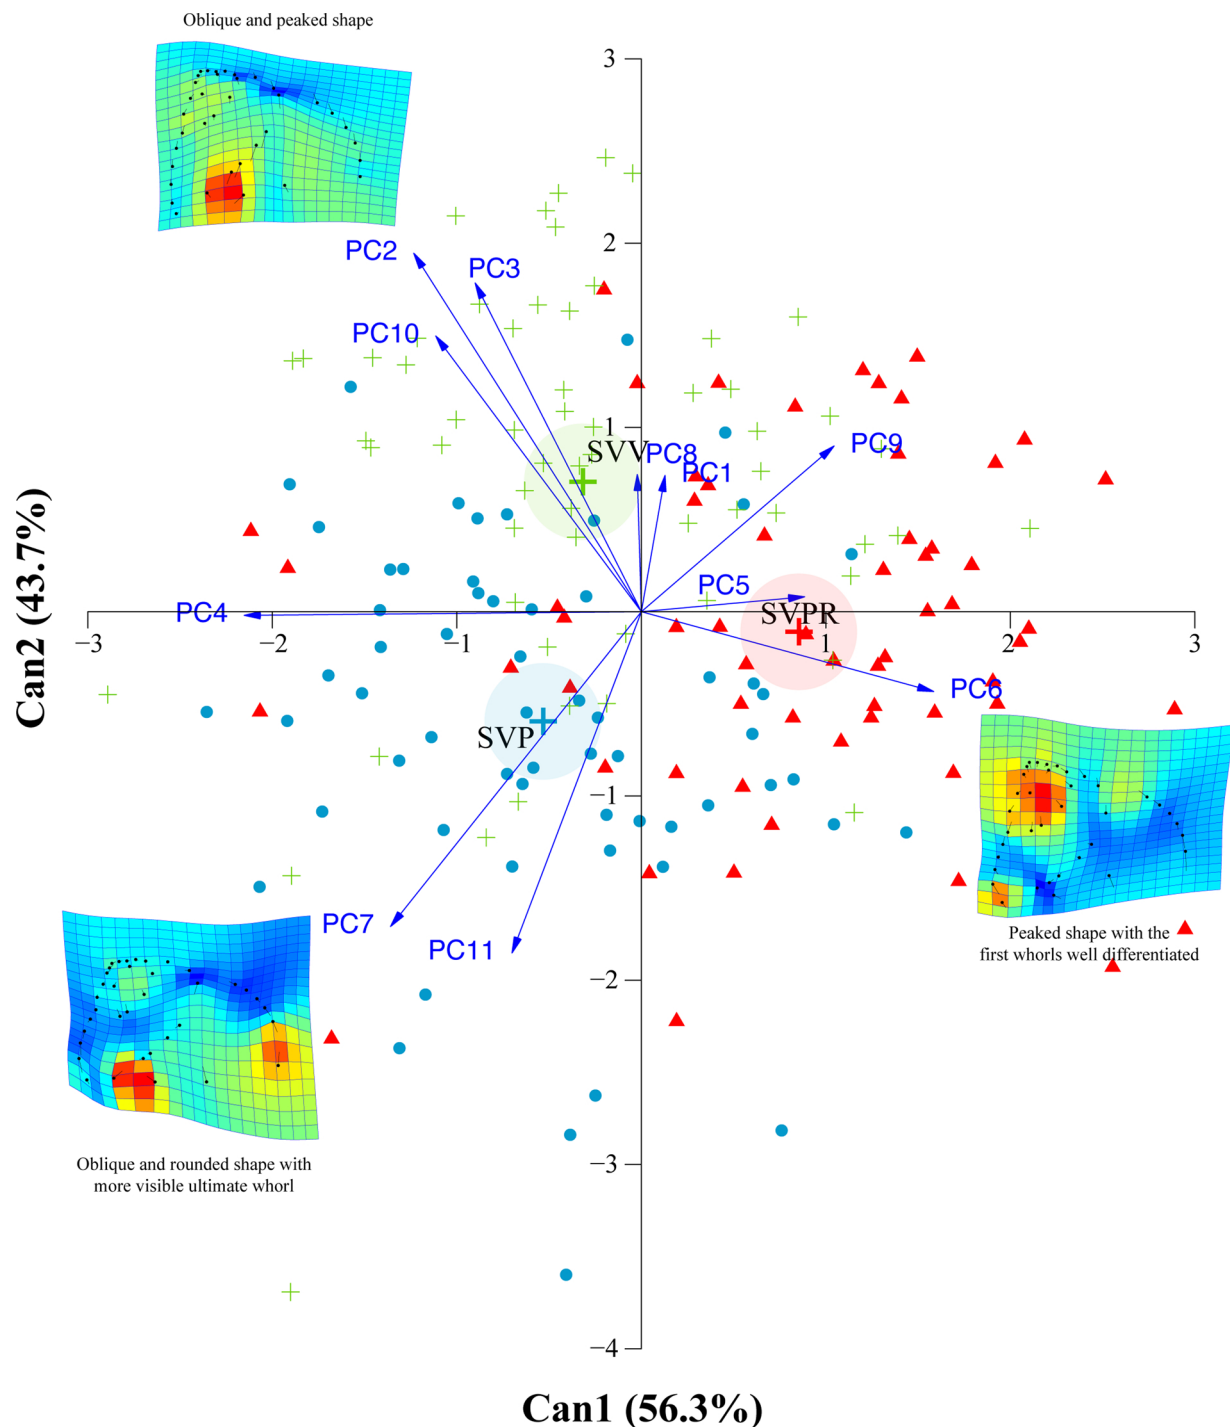 Oblique and peaked shape
3
PC2
PC3
2
PC10
1
SVV
PC8
PC9
PC1
PC5
SVPR
PC4
−3
−2
−1
1
2
3
PC6
SVP
−1
PC7
PC11
Peaked shape with the
first whorls well differentiated
−2
Oblique and rounded shape with
more visible ultimate whorl
−3
−4
Can2 (43.7%)
Can1 (56.3%)